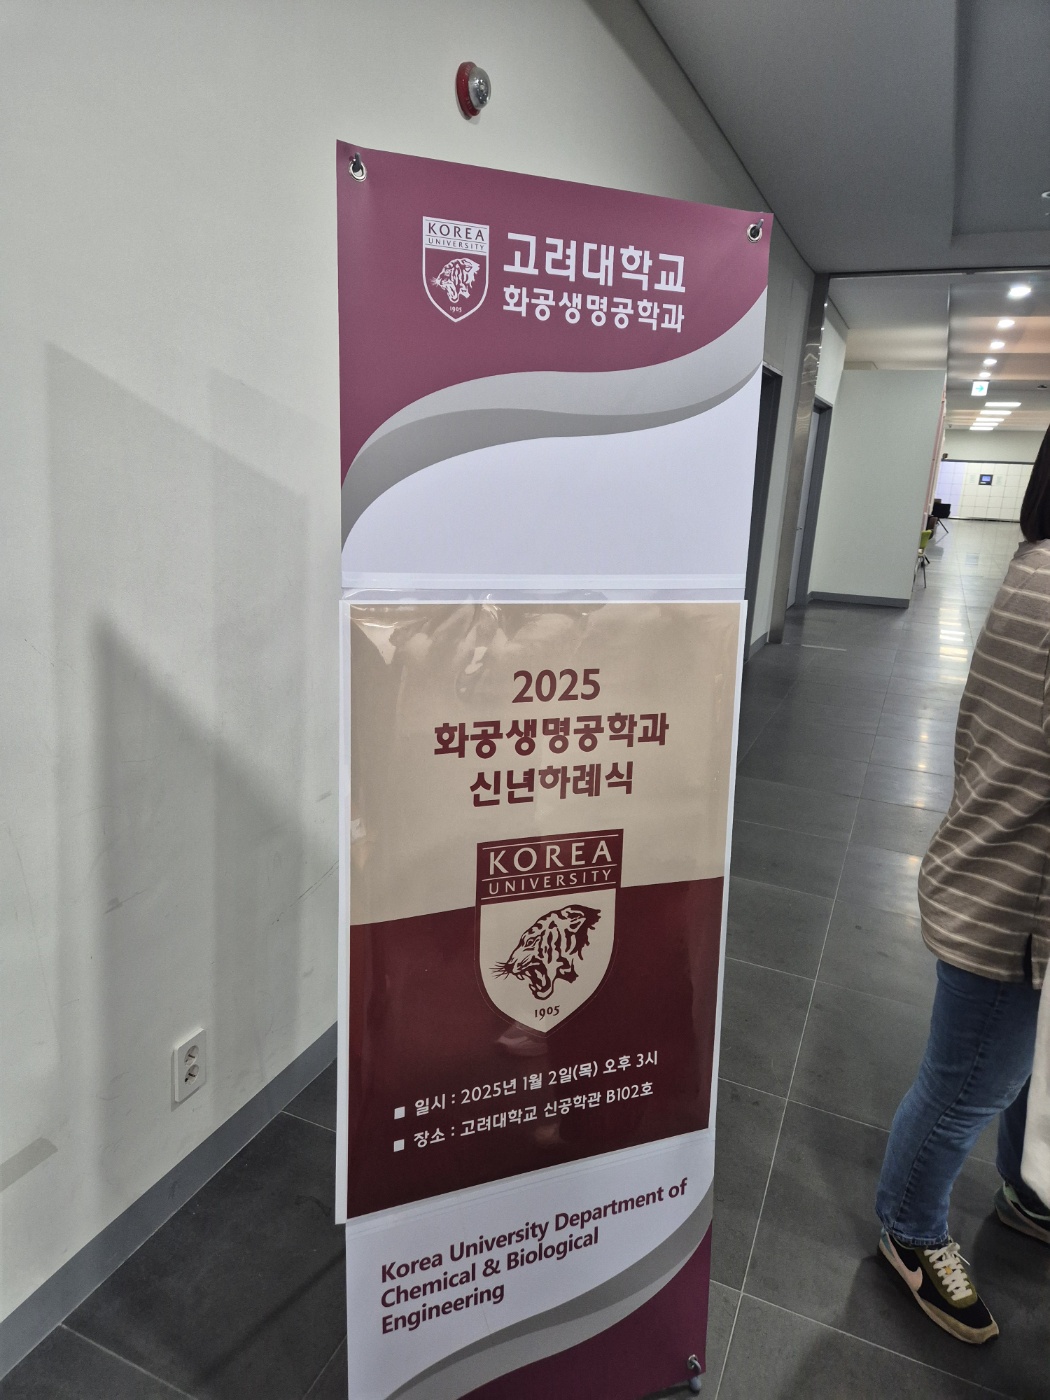 KOREA
UNIVERSITY
1905
고려대학교
화공생명공학과
2025
화공생명공학과
신년하례식
KOREA
UNIVERSITY
1905
■ 일시 : 2025년 1월 2일(목) 오후 3시
■ 장소 : 고려대학교 신공학관 B102호
Korea University Department of
Chemical & Biological
Engineering